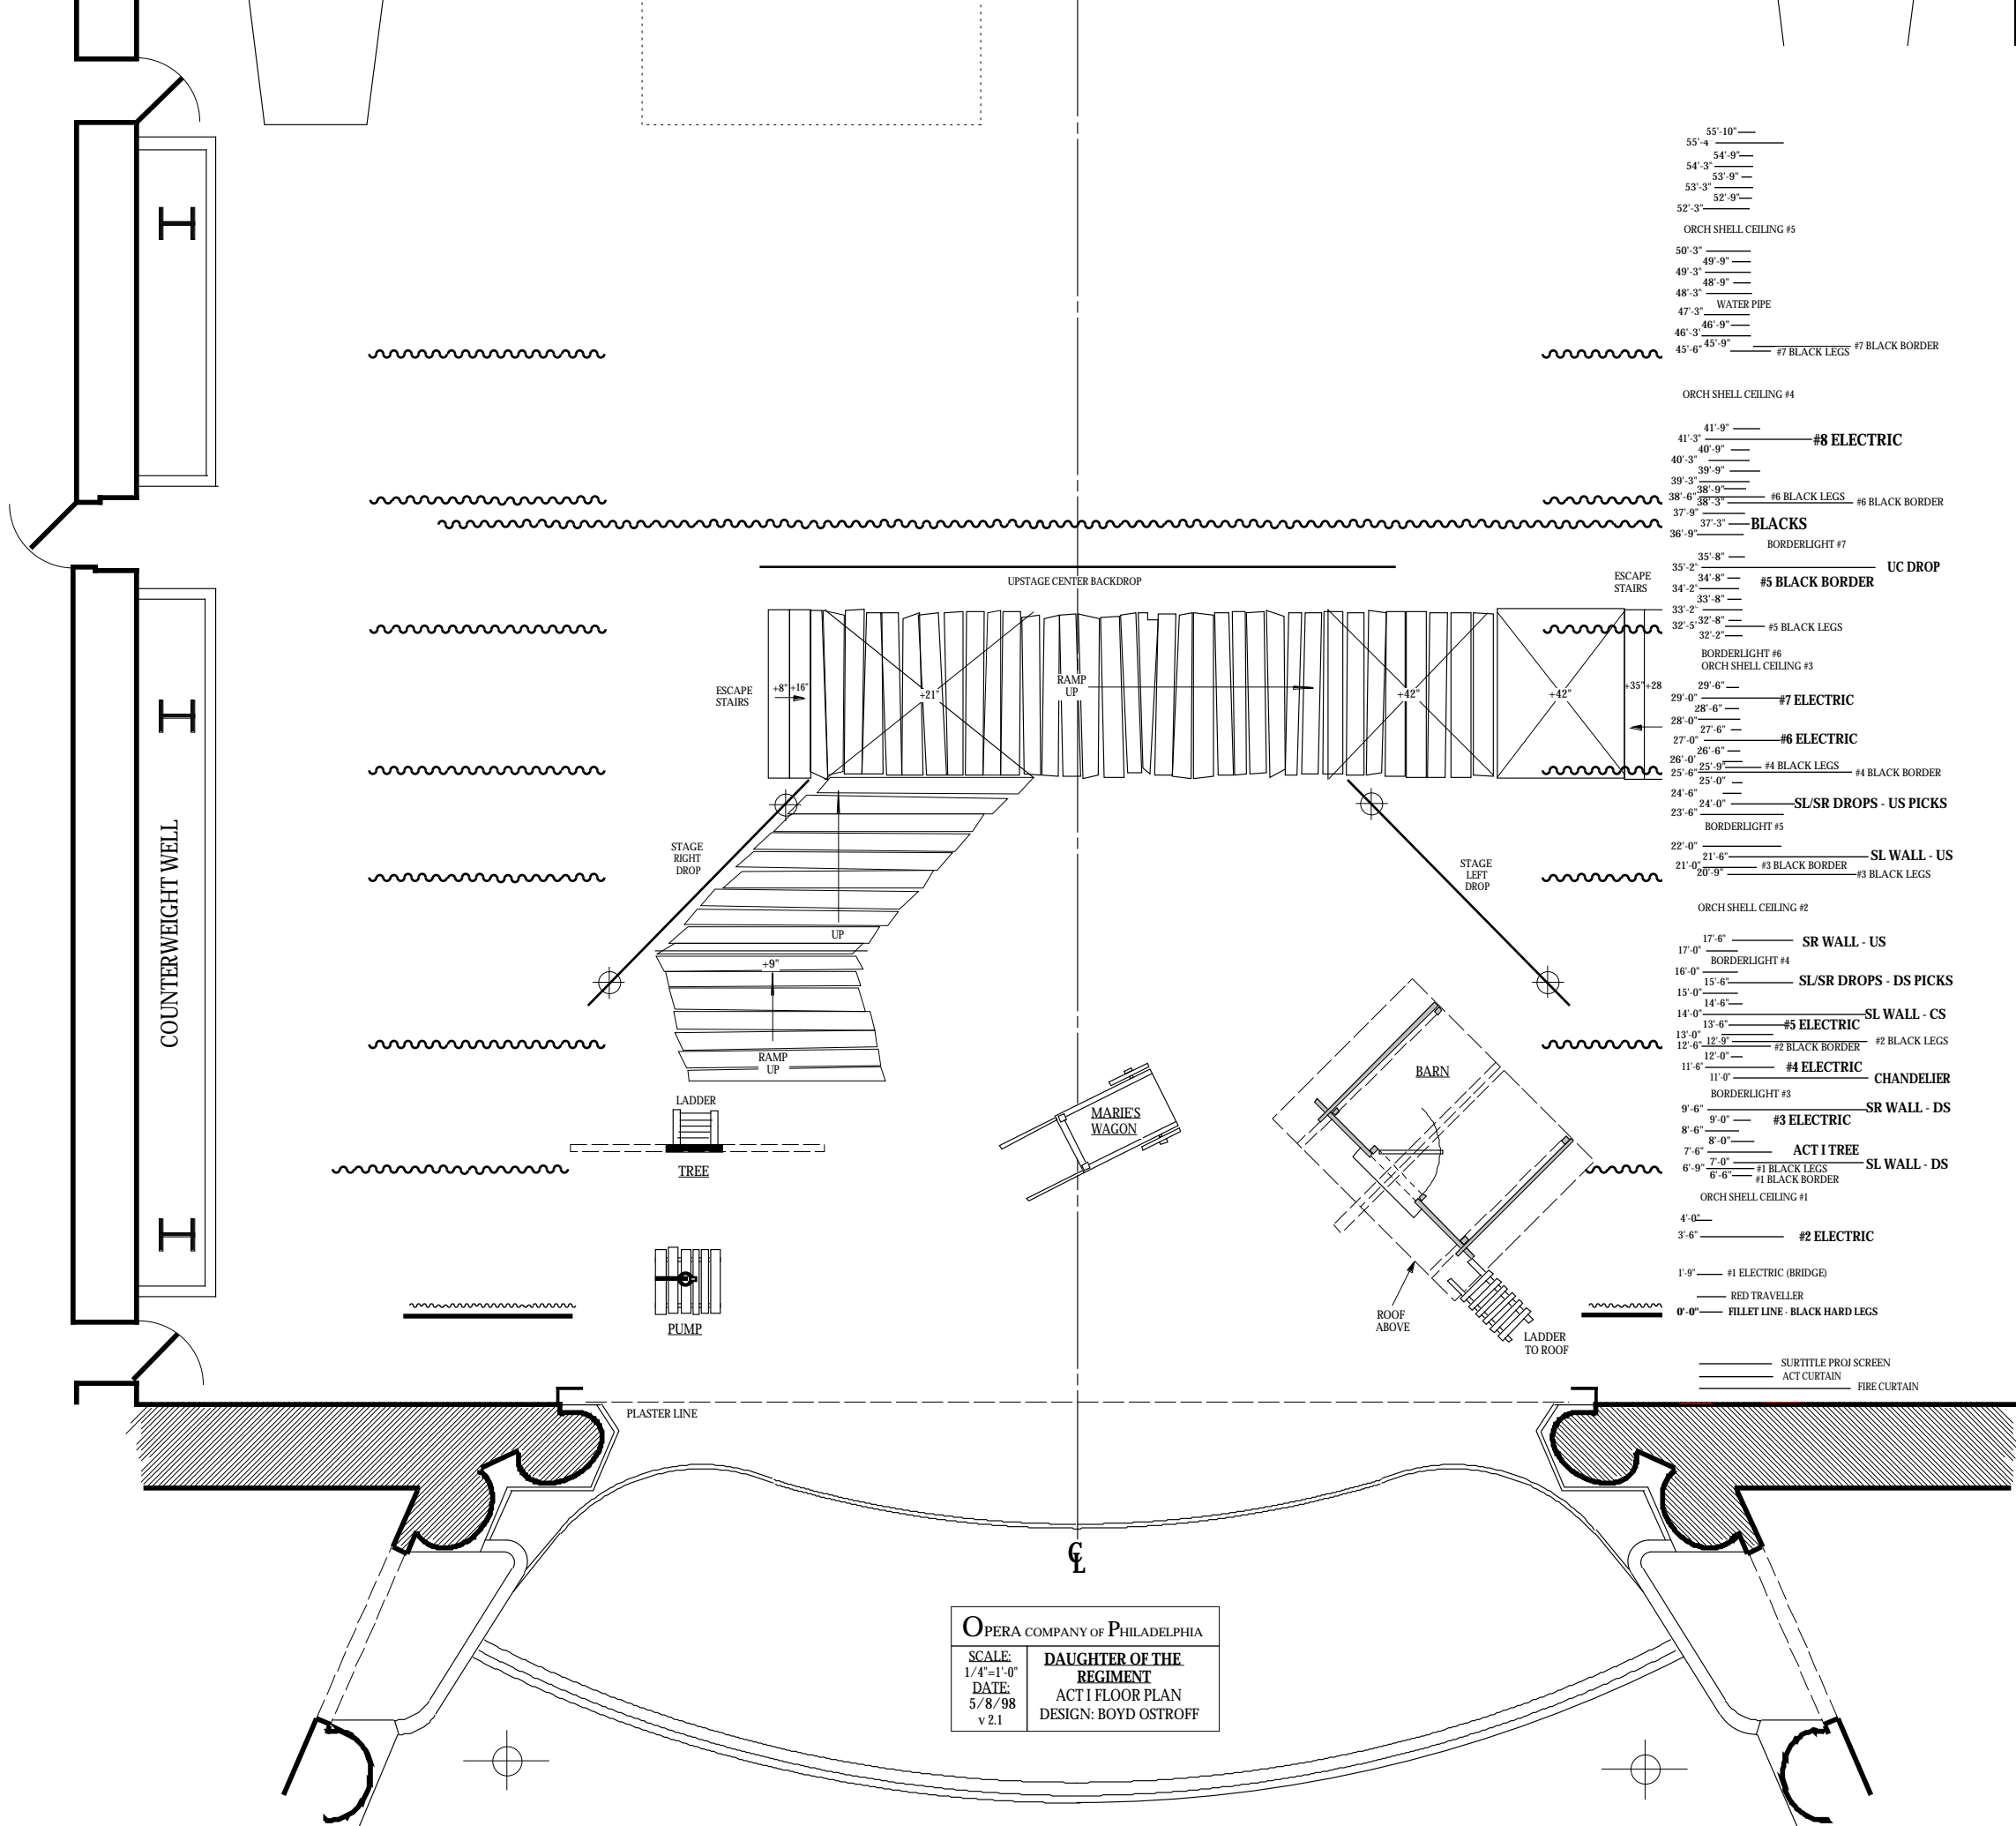 55'-10"
55'-4
54'-9"
54'-3"
53'-9"
53'-3"
52'-9"
52'-3"
ORCH SHELL CEILING #5
50'-3"
49'-9"
49'-3"
48'-9"
48'-3"
WATER PIPE
47'-3"
46'-9"
46'-3'
45'-9"
#7 BLACK BORDER
45'-6"
#7 BLACK LEGS
ORCH SHELL CEILING #4
41'-9"
41'-3"
#8 ELECTRIC
40'-9"
40'-3"
39'-9"
39'-3"
38'-9"
38'-6"
#6 BLACK LEGS
38'-3"
#6 BLACK BORDER
37'-9"
37'-3"
BLACKS
36'-9"
BORDERLIGHT #7
35'-8"
35'-2"
UC DROP
34'-8"
#5 BLACK BORDER
34'-2"
33'-8"
33'-2"
32'-8"
32'-5'
#5 BLACK LEGS
32'-2"
BORDERLIGHT #6
ORCH SHELL CEILING #3
29'-6"
29'-0"
#7 ELECTRIC
28'-6"
28'-0"
27'-6"
27'-0"
#6 ELECTRIC
26'-6"
26'-0"
25'-9"
#4 BLACK LEGS
25'-6"
#4 BLACK BORDER
25'-0"
24'-6"
24'-0"
SL/SR DROPS - US PICKS
23'-6"
BORDERLIGHT #5
22'-0"
21'-6"
SL WALL - US
21'-0"
#3 BLACK BORDER
20'-9"
#3 BLACK LEGS
ORCH SHELL CEILING #2
17'-6"
SR WALL - US
17'-0"
BORDERLIGHT #4
16'-0"
15'-6"
SL/SR DROPS - DS PICKS
15'-0"
14'-6"
14'-0"
SL WALL - CS
13'-6"
#5 ELECTRIC
13'-0"
12'-9"
#2 BLACK LEGS
12'-6"
#2 BLACK BORDER
12'-0"
11'-6"
#4 ELECTRIC
11'-0"
CHANDELIER
BORDERLIGHT #3
9'-6"
SR WALL - DS
9'-0"
#3 ELECTRIC
8'-6"
8'-0"
7'-6"
ACT I TREE
7'-0"
SL WALL - DS
6'-9"
#1 BLACK LEGS
6'-6"
#1 BLACK BORDER
ORCH SHELL CEILING #1
4'-0"
3'-6"
#2 ELECTRIC
1'-9"
#1 ELECTRIC (BRIDGE)
RED TRAVELLER
0'-0"
FILLET LINE - BLACK HARD LEGS
SURTITLE PROJ SCREEN
ACT CURTAIN
FIRE CURTAIN
UPSTAGE CENTER BACKDROP
ESCAPE
STAIRS
ESCAPE
STAIRS
+8"
+16"
+21"
RAMP
UP
+42"
+42"
+35"
+28
STAGE
RIGHT
DROP
STAGE
LEFT
DROP
UP
+9"
RAMP
UP
COUNTERWEIGHT WELL
LADDER
TREE
MARIE'S
WAGON
BARN
PUMP
ROOF
ABOVE
LADDER
TO ROOF
PLASTER LINE
CL
OPERA COMPANY OF PHILADELPHIA
SCALE:
1/4"=1'-0"
DATE:
5/8/98
v 2.1
DAUGHTER OF THE
REGIMENT
ACT I FLOOR PLAN
DESIGN: BOYD OSTROFF